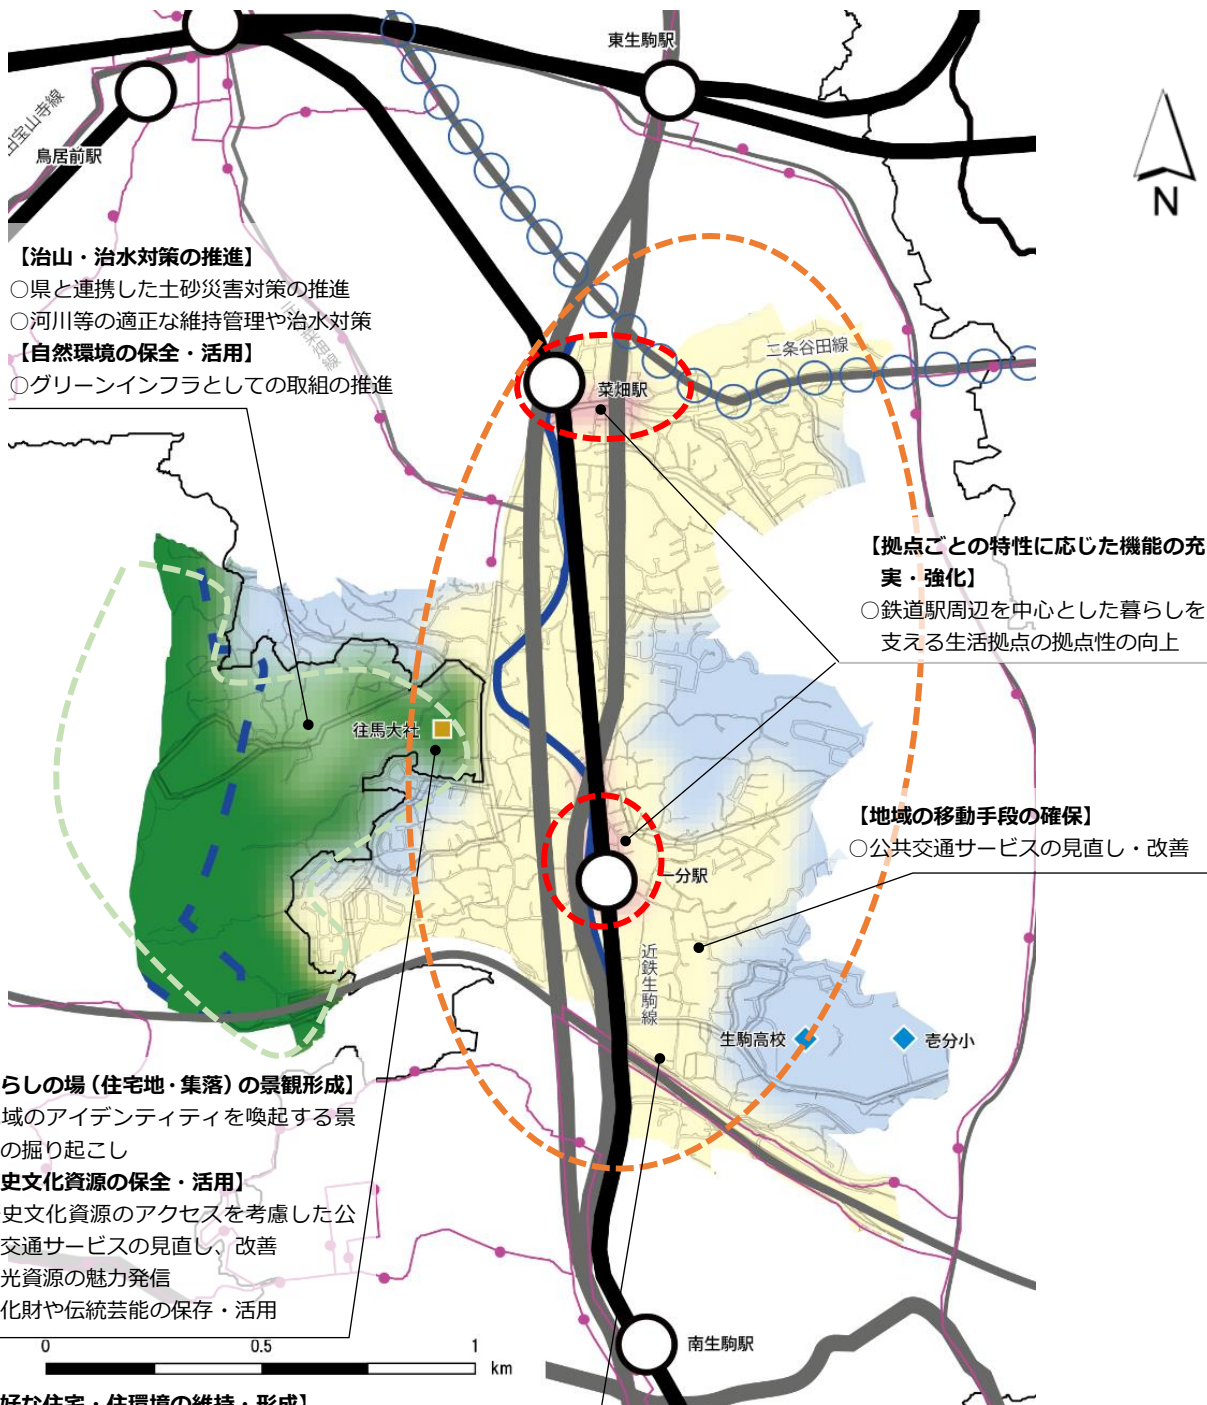 東生駒駅
宝山寺線
鳥居前駅
N
【治山・治水対策の推進】
○県と連携した土砂災害対策の推進
○河川等の適正な維持管理や治水対策
【自然環境の保全・活用】
○グリーンインフラとしての取組の推進
二条谷田線
菜畑駅
【拠点ごとの特性に応じた機能の充
実・強化】
○鉄道駅周辺を中心とした暮らしを
支える生活拠点の拠点性の向上
往馬大社
【地域の移動手段の確保】
○公共交通サービスの見直し・改善
一分駅
近鉄生駒線
生駒高校
壱分小
らしの場（住宅地・集落）の景観形成】
域のアイデンティティを喚起する景
の掘り起こし
史文化資源の保全・活用】
史文化資源のアクセスを考慮した公
交通サービスの見直し、改善
光資源の魅力発信
化財や伝統芸能の保存・活用
0 0.5 1
km
南生駒駅
好な住宅・住環境の維持・形成】